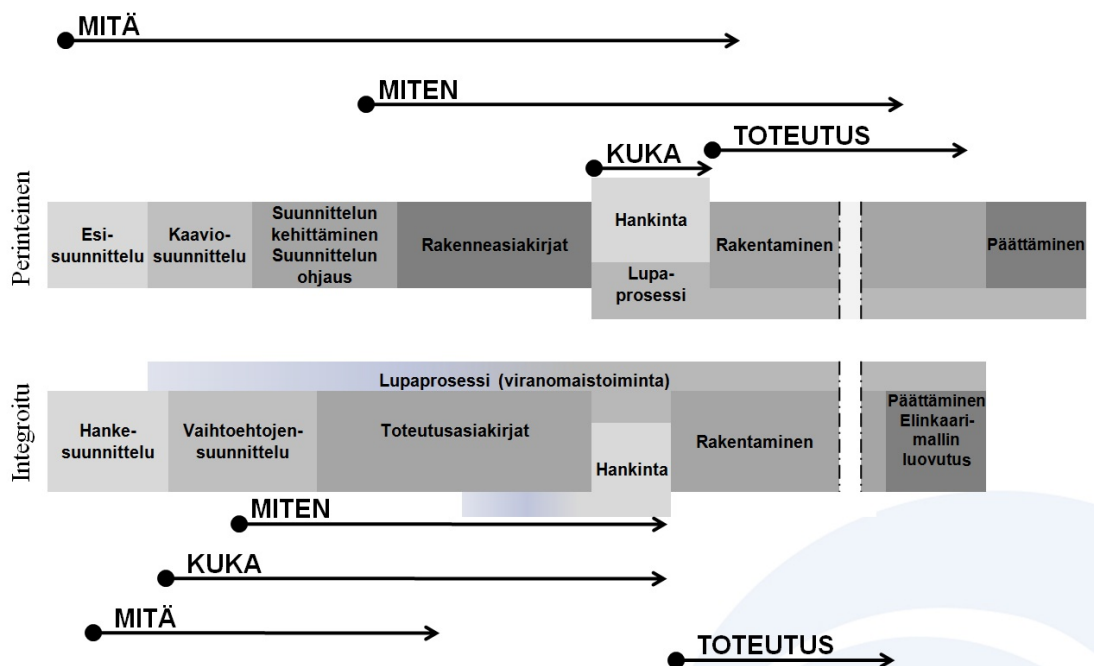 MITÄ
MITEN
KUKA
TOTEUTUS
Perinteinen
Esi-
suunnittelu
Kaavio-
suunnittelu
Suunnittelun
kehittäminen
Suunnittelun
ohjaus
Rakenneasiakirjat
Hankinta
Lupa-
prosessi
Rakentaminen
Päättäminen
Integroitu
Lupaprosessi (viranomaistoiminta)
Hanke-
suunnittelu
Vaihtoehtojen-
suunnittelu
Toteutusasiakirjat
Hankinta
Rakentaminen
Päättäminen
Elinkaari-
mallin
luovutus
MITEN
KUKA
MITÄ
TOTEUTUS